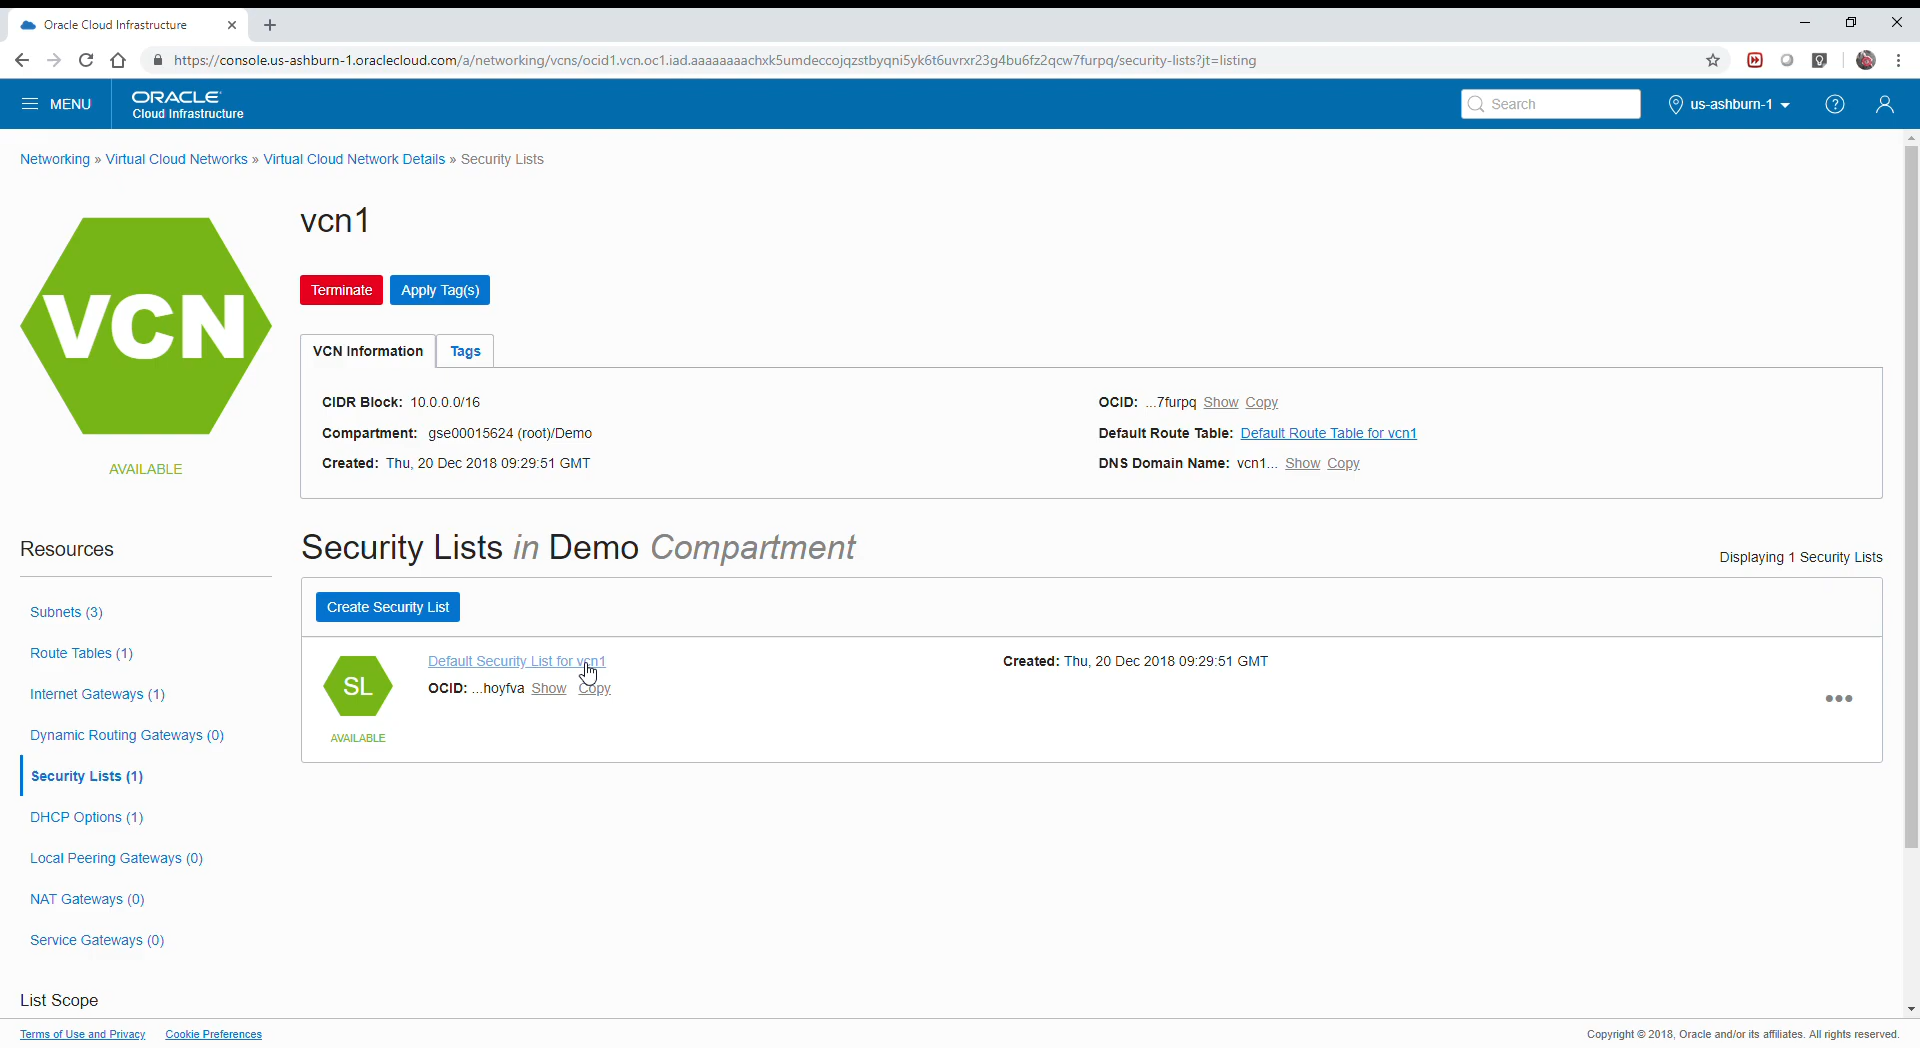 Oracle Cloud Infrastructure
https://console.us-ashburn-1.oraclecloud.com/a/networking/vcns/ocid1.vcn.oc1.iad.aaaaaaaachxk5umdeccojqzstbyqni5yk6t6uvrxr23g4bu6fz2qcw7furpq/security-lists?jt=listing
MENU
ORACLE
Cloud Infrastructure
Search
us-ashburn-1
Networking » Virtual Cloud Networks » Virtual Cloud Network Details » Security Lists
VCN
AVAILABLE
vcn1
Terminate
Apply Tag(s)
VCN Information
Tags
CIDR Block: 10.0.0.0/16
Compartment: gse00015624 (root)/Demo
Created: Thu, 20 Dec 2018 09:29:51 GMT
OCID: ...7furpq Show Copy
Default Route Table: Default Route Table for vcn1
DNS Domain Name: vcn1... Show Copy
Resources
Subnets (3)
Route Tables (1)
Internet Gateways (1)
Dynamic Routing Gateways (0)
Security Lists (1)
DHCP Options (1)
Local Peering Gateways (0)
NAT Gateways (0)
Service Gateways (0)
List Scope
Security Lists in Demo Compartment
Displaying 1 Security Lists
Create Security List
SL
AVAILABLE
Default Security List for vcn1
OCID: ...hoyfva Show Copy
Created: Thu, 20 Dec 2018 09:29:51 GMT
Terms of Use and Privacy
Cookie Preferences
Copyright © 2018, Oracle and/or its affiliates. All rights reserved.